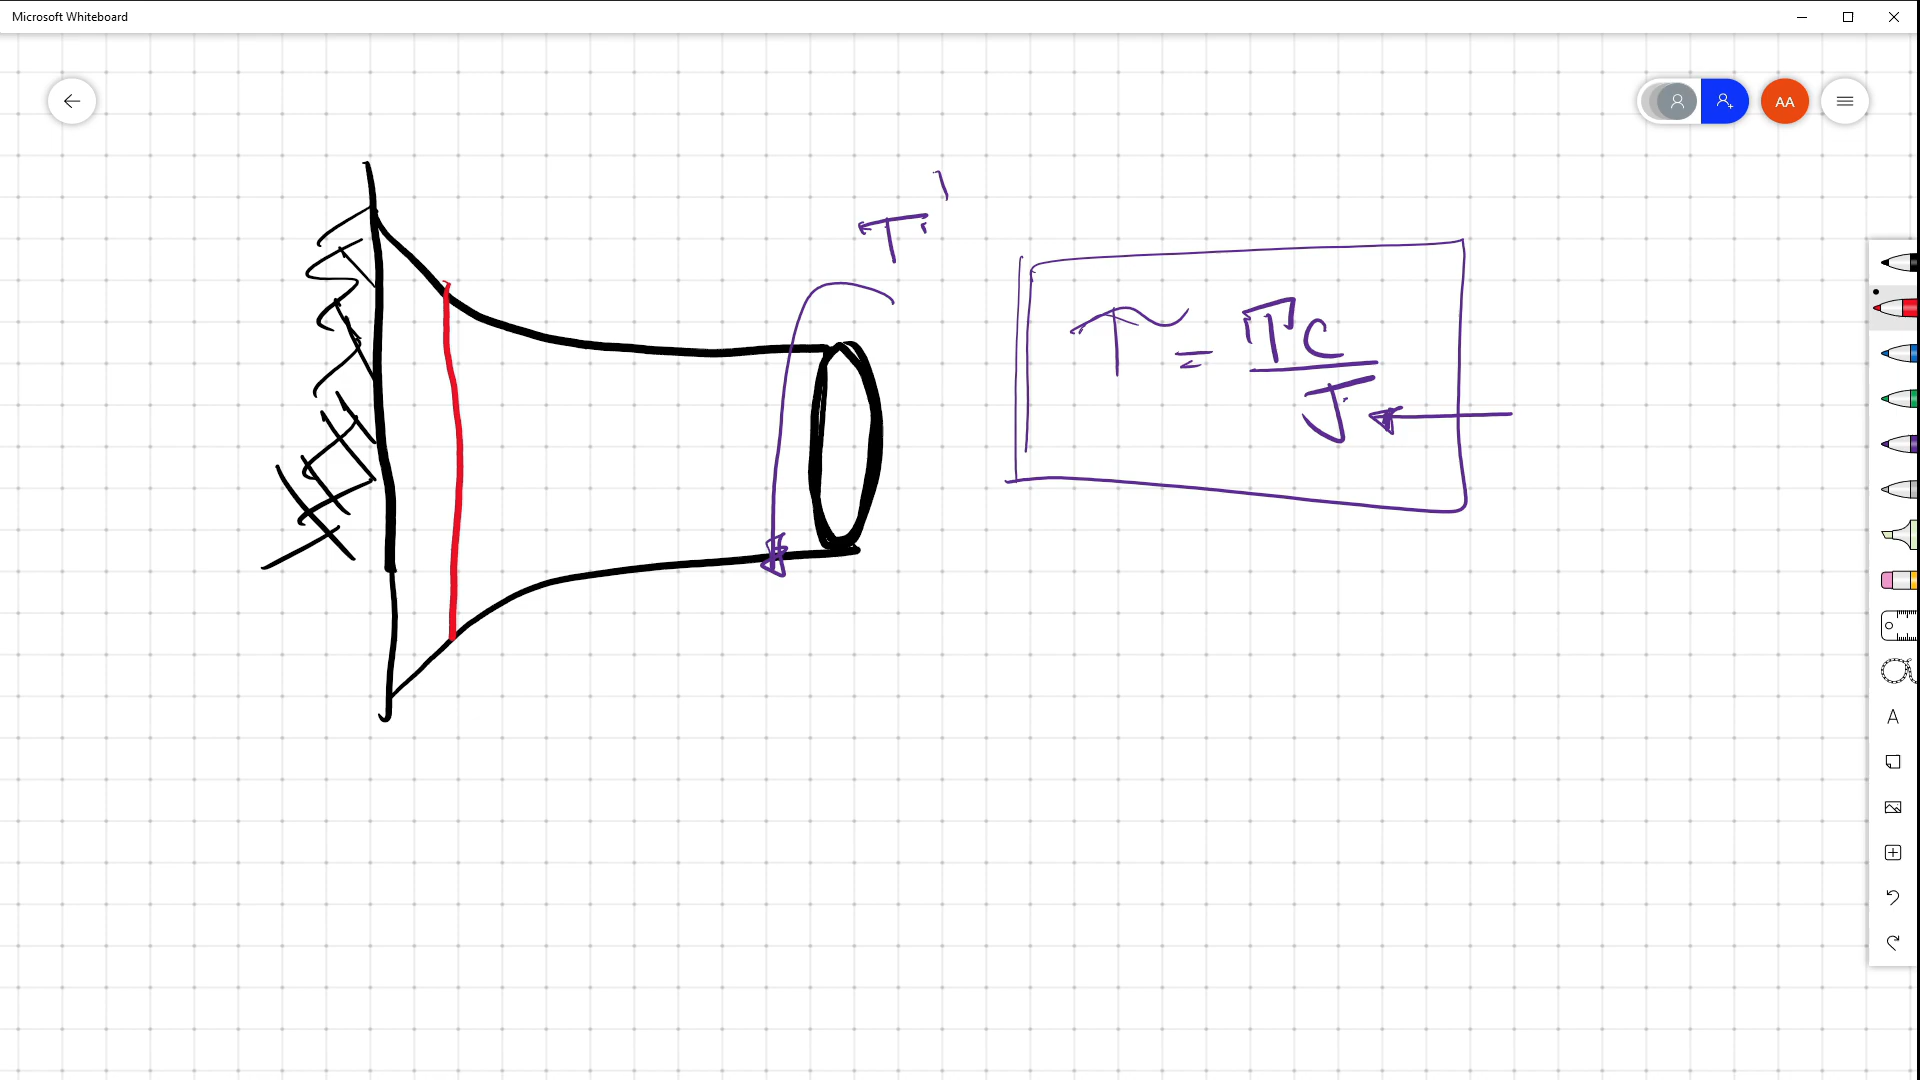 Microsoft Whiteboard
AA
T
τ = Tc
J
A